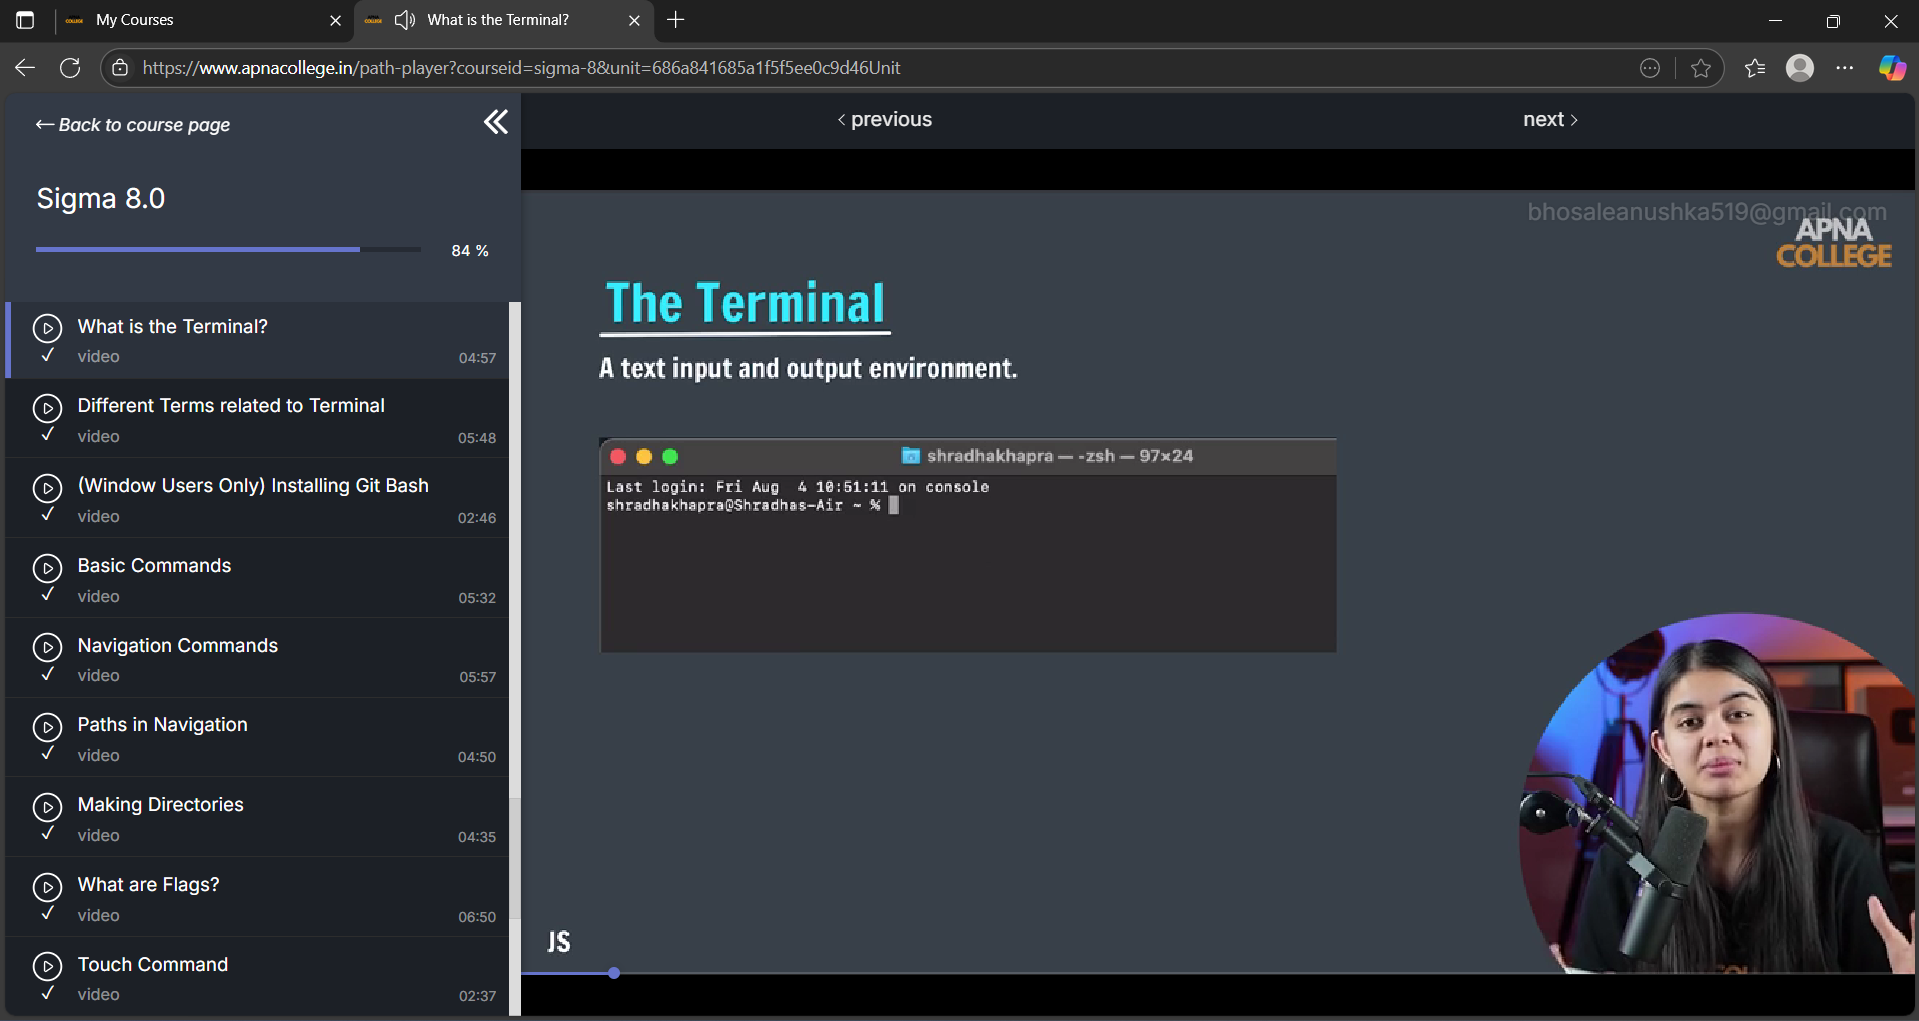 My Courses
What is the Terminal?
https://www.apnacollege.in/path-player?courseid=sigma-8&unit=686a841685a1f5f5ee0c9d46Unit
← Back to course page
‹ previous
next ›
Sigma 8.0
84 %
What is the Terminal?
video
04:57
Different Terms related to Terminal
video
05:48
(Window Users Only) Installing Git Bash
video
02:46
Basic Commands
video
05:32
Navigation Commands
video
05:57
Paths in Navigation
video
04:50
Making Directories
video
04:35
What are Flags?
video
06:50
Touch Command
video
02:37
bhosaleanushka519@gmail.com
APNA
COLLEGE
The Terminal
A text input and output environment.
shradhakhapra — -zsh — 97×24
Last login: Fri Aug  4 10:51:11 on console
shradhakhapra@Shradhas-Air ~ %
JS